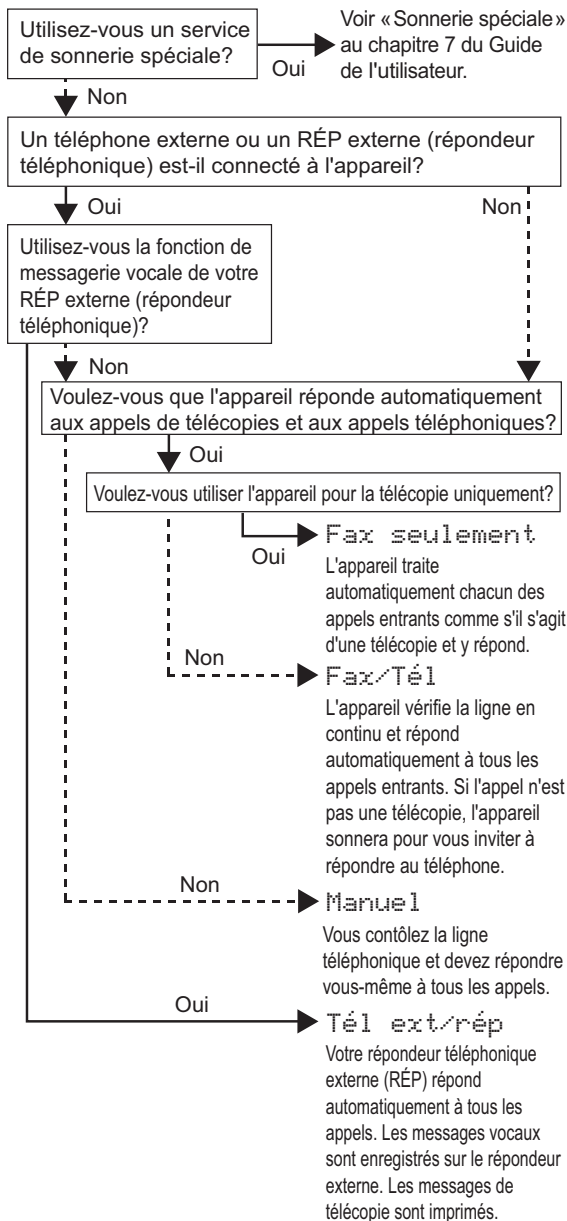 Utilisez-vous un service
de sonnerie spéciale?
Oui
Voir «Sonnerie spéciale»
au chapitre 7 du Guide
de l'utilisateur.
Non
Un téléphone externe ou un RÉP externe (répondeur
téléphonique) est-il connecté à l'appareil?
Oui
Non
Utilisez-vous la fonction de
messagerie vocale de votre
RÉP externe (répondeur
téléphonique)?
Non
Voulez-vous que l'appareil réponde automatiquement
aux appels de télécopies et aux appels téléphoniques?
Oui
Voulez-vous utiliser l'appareil pour la télécopie uniquement?
Oui
Fax seulement
L'appareil traite
automatiquement chacun des
appels entrants comme s'il s'agit
d'une télécopie et y répond.
Non
Fax/Tél
L'appareil vérifie la ligne en
continu et répond
automatiquement à tous les
appels entrants. Si l'appel n'est
pas une télécopie, l'appareil
sonnera pour vous inviter à
répondre au téléphone.
Non
Manuel
Vous contôlez la ligne
téléphonique et devez répondre
vous-même à tous les appels.
Oui
Tél ext/rép
Votre répondeur téléphonique
externe (RÉP) répond
automatiquement à tous les
appels. Les messages vocaux
sont enregistrés sur le répondeur
externe. Les messages de
télécopie sont imprimés.